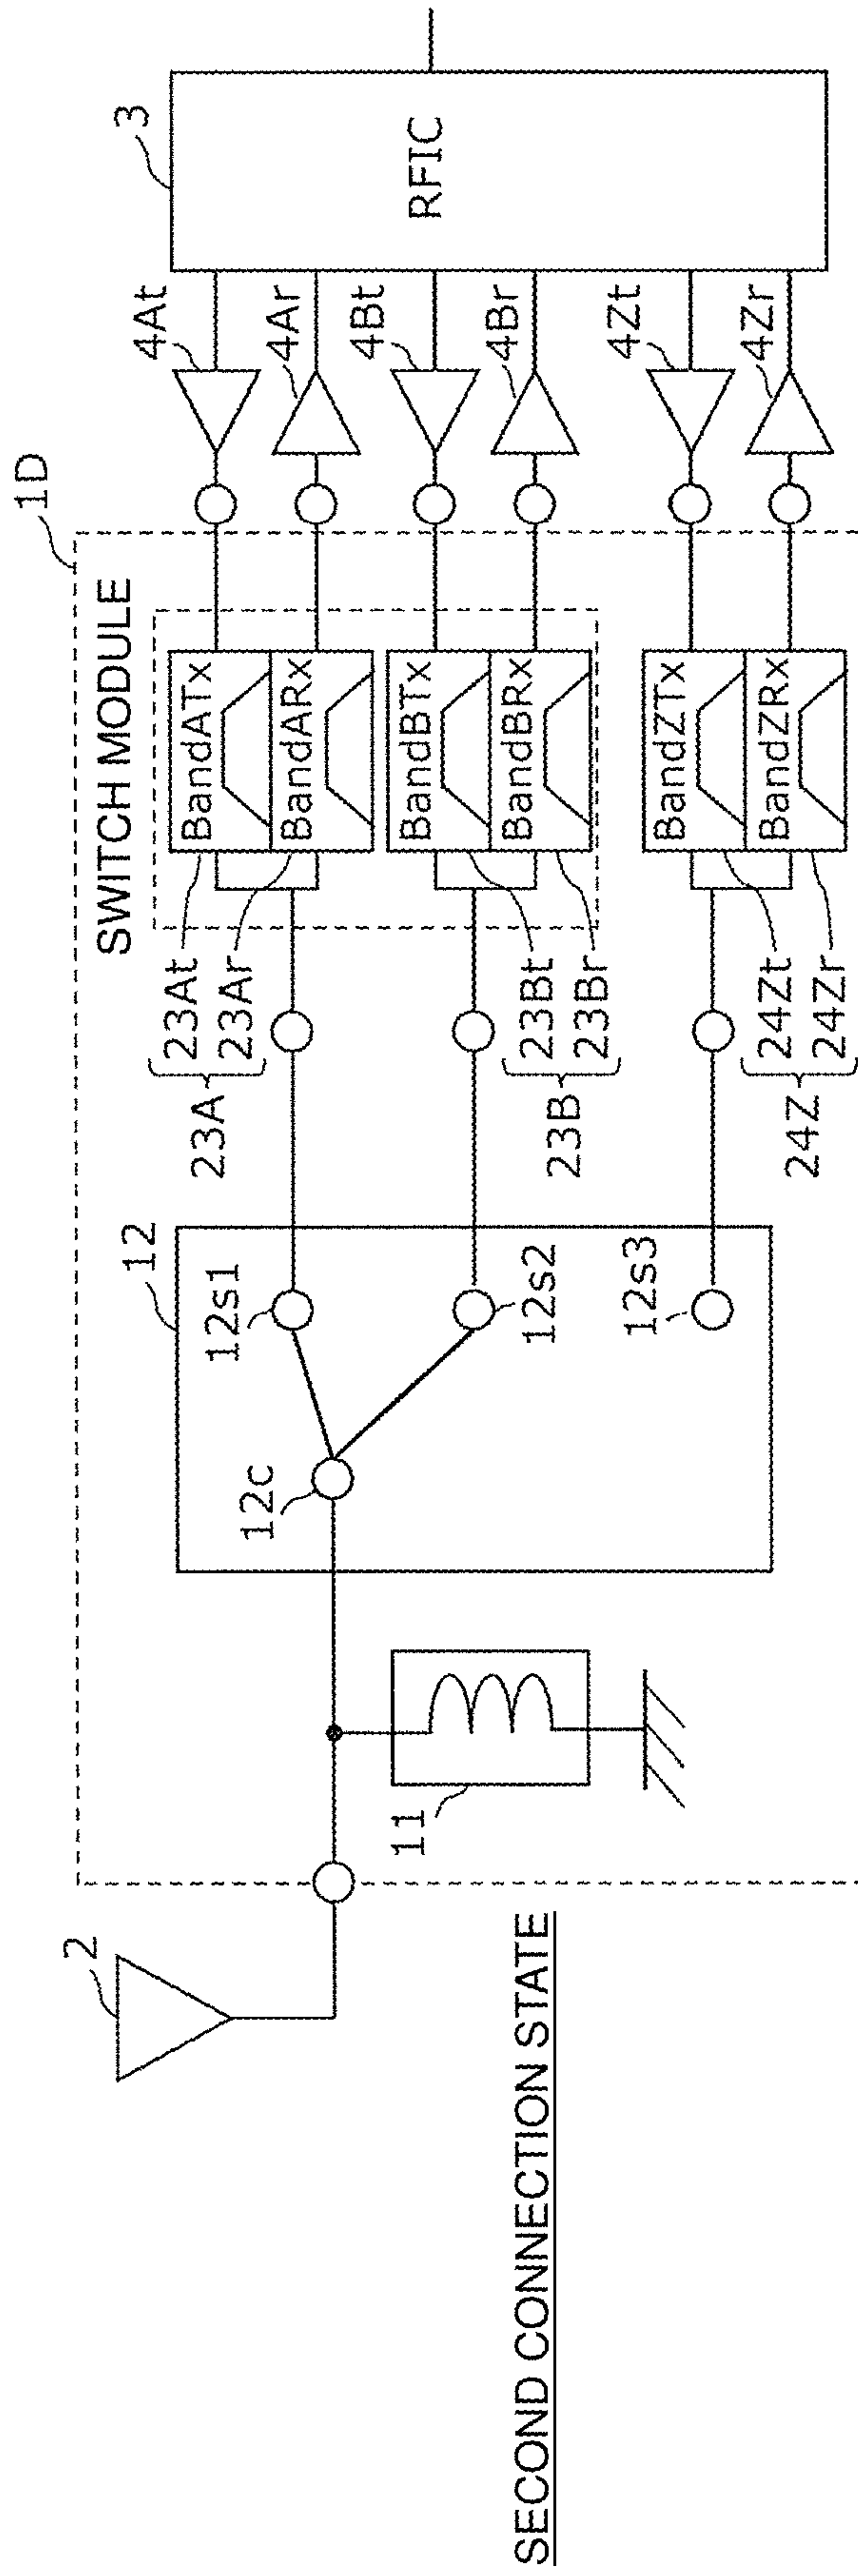 SECOND CONNECTION STATE
2
11
12
12c
12s1
12s2
12s3
1D
SWITCH MODULE
23A
23At
23Ar
23B
23Bt
23Br
24Z
24Zt
24Zr
BandATx
BandARx
BandBTx
BandBRx
BandZTx
BandZRx
4At
4Ar
4Bt
4Br
4Zt
4Zr
3
RFIC